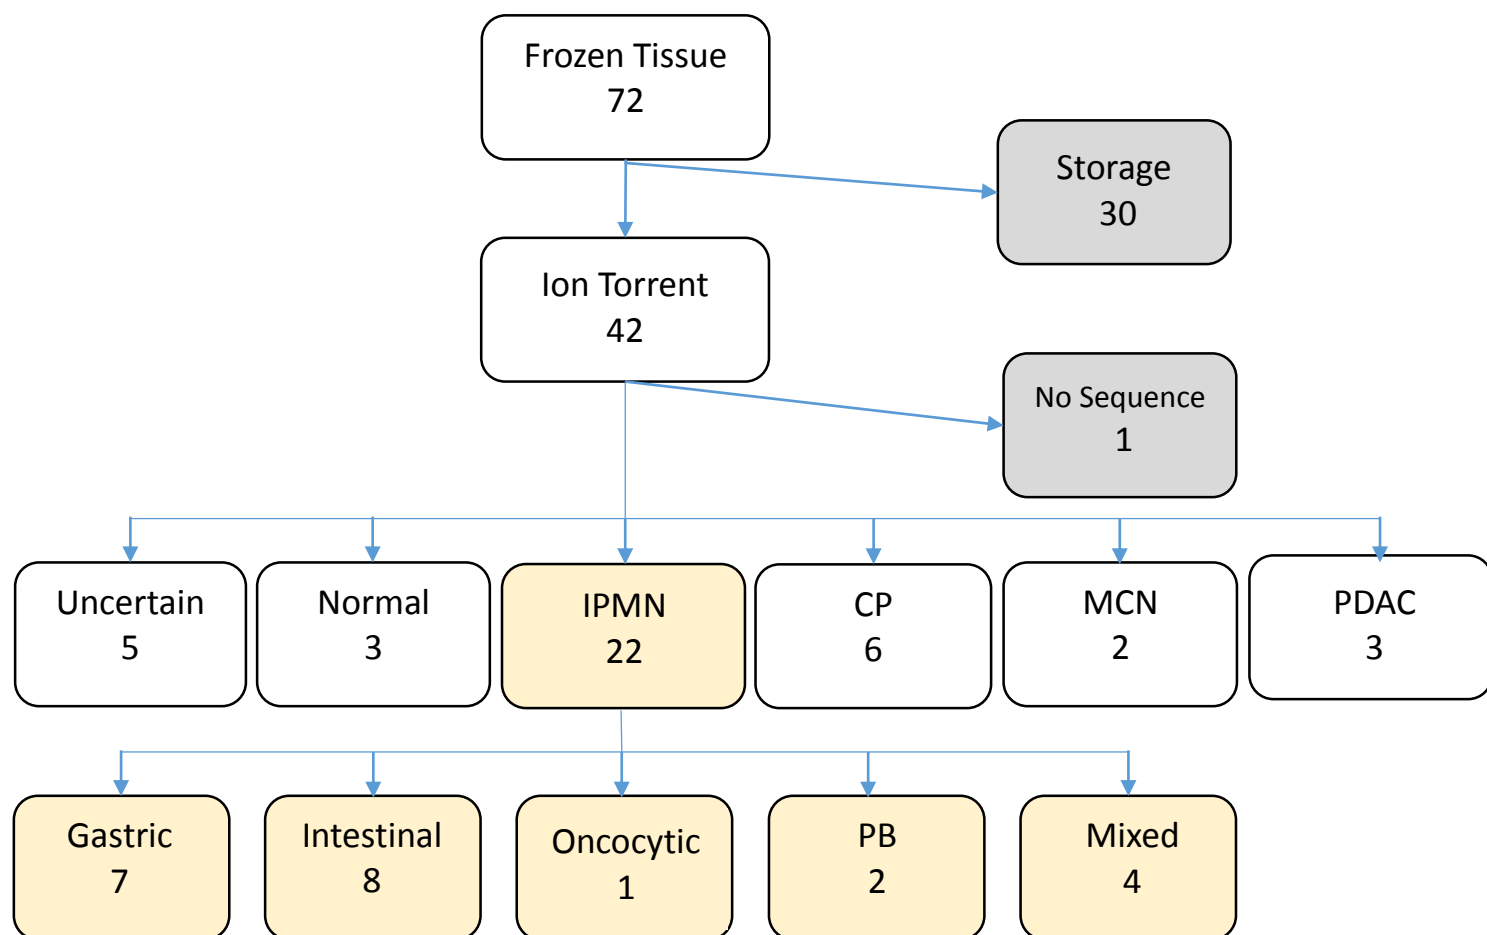 Frozen Tissue
72
Storage
30
Ion Torrent
42
No Sequence
1
Uncertain
5
Normal
3
IPMN
22
CP
6
MCN
2
PDAC
3
Gastric
7
Intestinal
8
Oncocytic
1
PB
2
Mixed
4